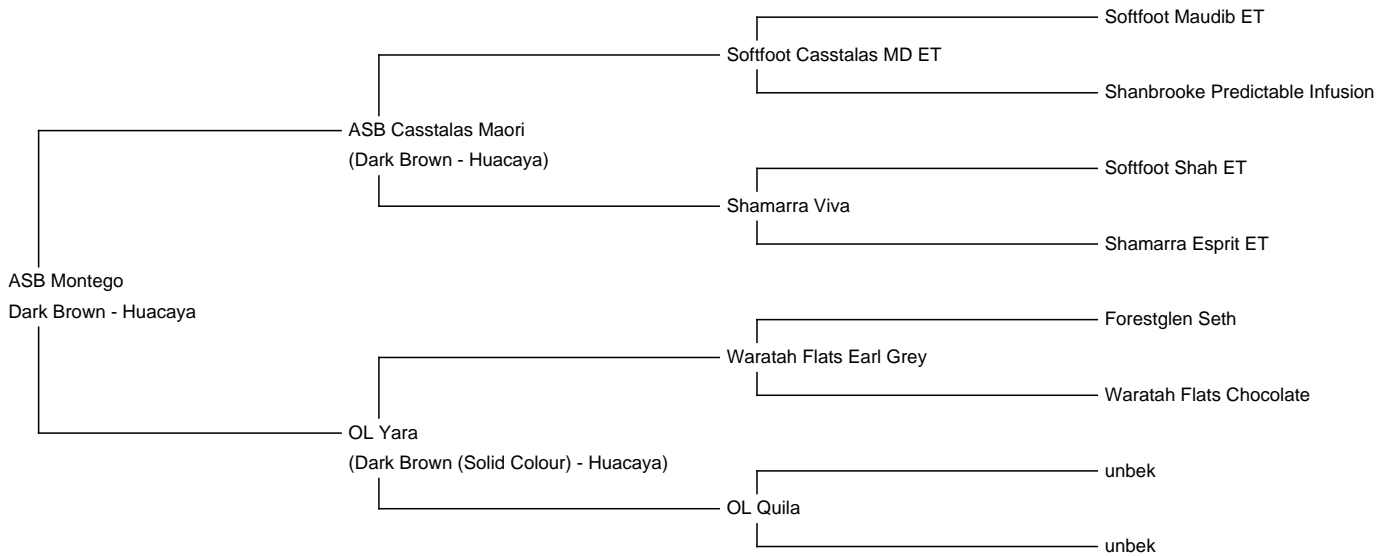 Softfoot Maudib ET
Softfoot Casstalas MD ET
Shanbrooke Predictable Infusion
ASB Casstalas Maori
(Dark Brown - Huacaya)
Softfoot Shah ET
Shamarra Viva
Shamarra Esprit ET
ASB Montego
Dark Brown - Huacaya
Forestglen Seth
Waratah Flats Earl Grey
Waratah Flats Chocolate
OL Yara
(Dark Brown (Solid Colour) - Huacaya)
unbek
OL Quila
unbek